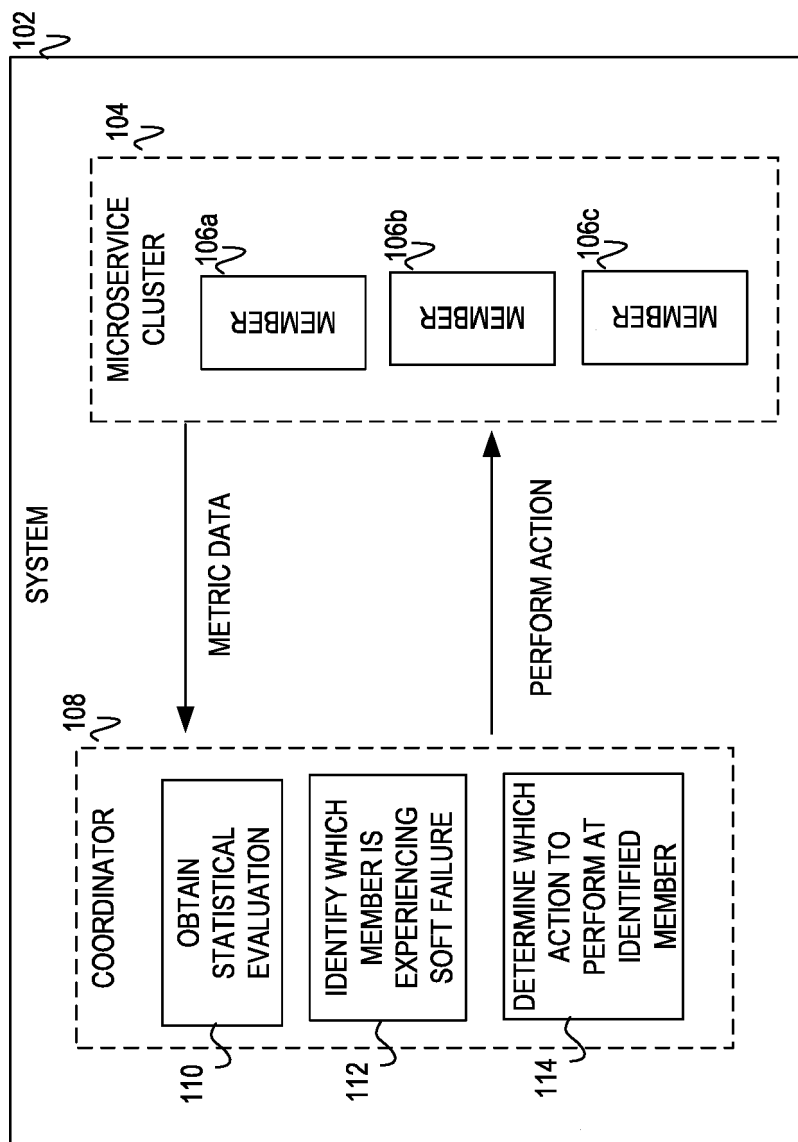 SYSTEM
102
COORDINATOR
108
OBTAIN
STATISTICAL
EVALUATION
110
IDENTIFY WHICH
MEMBER IS
EXPERIENCING
SOFT FAILURE
112
DETERMINE WHICH
ACTION TO
PERFORM AT
IDENTIFIED
MEMBER
114
METRIC DATA
PERFORM ACTION
MICROSERVICE
CLUSTER
104
MEMBER
106a
MEMBER
106b
MEMBER
106c